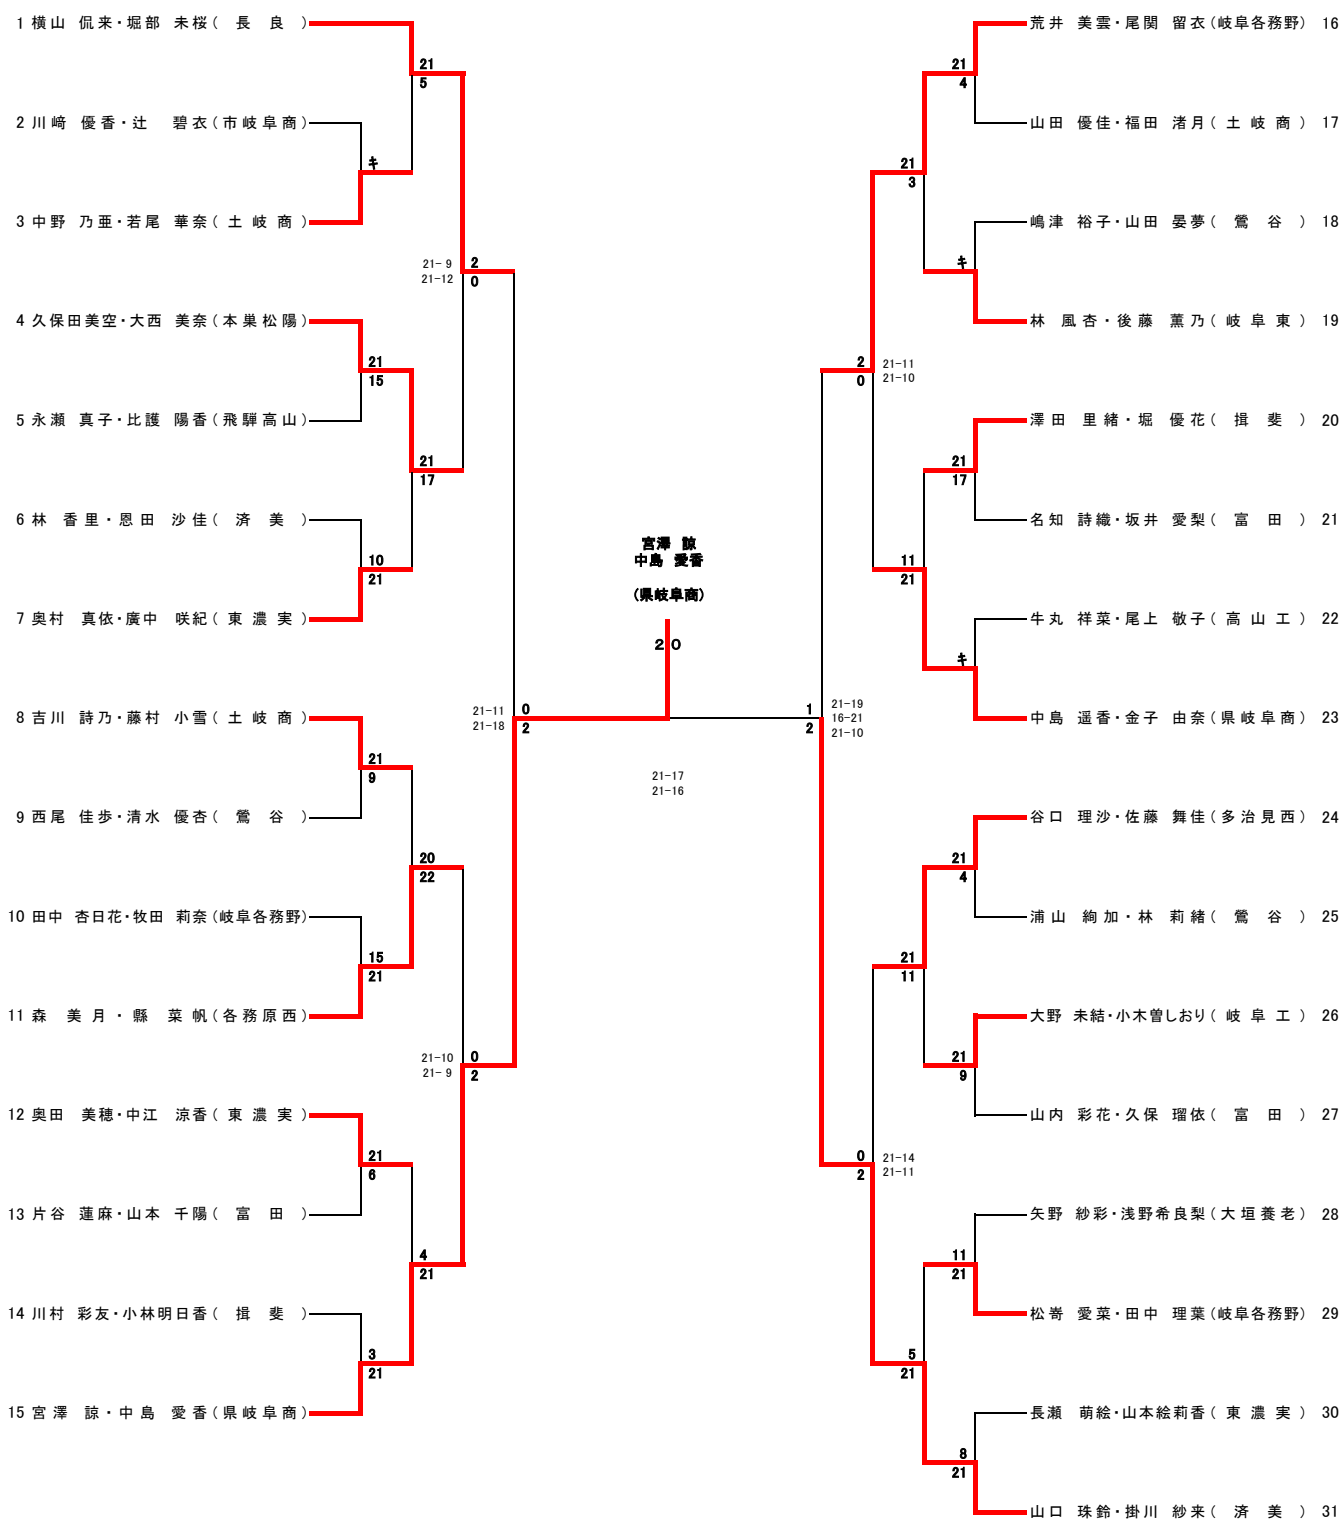 1 横山 侃来・堀部 未桜( 長 良 )
21
5
2 川﨑 優香・辻 碧衣(市岐阜商)
キ
3 中野 乃亜・若尾 華奈( 土 岐 商 )
21- 9
21-12
2
0
4 久保田美空・大西 美奈(本巣松陽)
21
15
5 永瀬 真子・比護 陽香(飛騨高山)
21
17
6 林 香里・恩田 沙佳( 済 美 )
10
21
7 奥村 真依・廣中 咲紀( 東 濃 実 )
8 吉川 詩乃・藤村 小雪( 土 岐 商 )
21-11
21-18
0
2
21
9
9 西尾 佳歩・清水 優杏( 鶯 谷 )
20
22
10 田中 杏日花・牧田 莉奈(岐阜各務野)
15
21
11 森 美月・縣 菜帆(各務原西)
21-10
21- 9
0
2
12 奥田 美穂・中江 涼香( 東 濃 実 )
21
6
13 片谷 蓮麻・山本 千陽( 富 田 )
4
21
14 川村 彩友・小林明日香( 揖 斐 )
3
21
15 宮澤 諒・中島 愛香(県岐阜商)
宮澤 諒
中島 愛香
(県岐阜商)
2 0
21-17
21-16
荒井 美雲・尾関 留衣(岐阜各務野) 16
21
4
山田 優佳・福田 渚月( 土 岐 商 ) 17
21
3
嶋津 裕子・山田 晏夢( 鶯 谷 ) 18
キ
林 風杏・後藤 薫乃( 岐 阜 東 ) 19
2
0
21-11
21-10
澤田 里緒・堀 優花( 揖 斐 ) 20
21
17
名知 詩織・坂井 愛梨( 富 田 ) 21
11
21
牛丸 祥菜・尾上 敬子( 高 山 工 ) 22
キ
中島 遥香・金子 由奈(県岐阜商) 23
1
2
21-19
16-21
21-10
谷口 理沙・佐藤 舞佳(多治見西) 24
21
4
浦山 絢加・林 莉緒( 鶯 谷 ) 25
21
11
大野 未結・小木曽しおり( 岐 阜 工 ) 26
21
9
山内 彩花・久保 瑠依( 富 田 ) 27
0
2
21-14
21-11
矢野 紗彩・浅野希良梨(大垣養老) 28
11
21
松嵜 愛菜・田中 理葉(岐阜各務野) 29
5
21
長瀬 萌絵・山本絵莉香( 東 濃 実 ) 30
8
21
山口 珠鈴・掛川 紗来( 済 美 ) 31